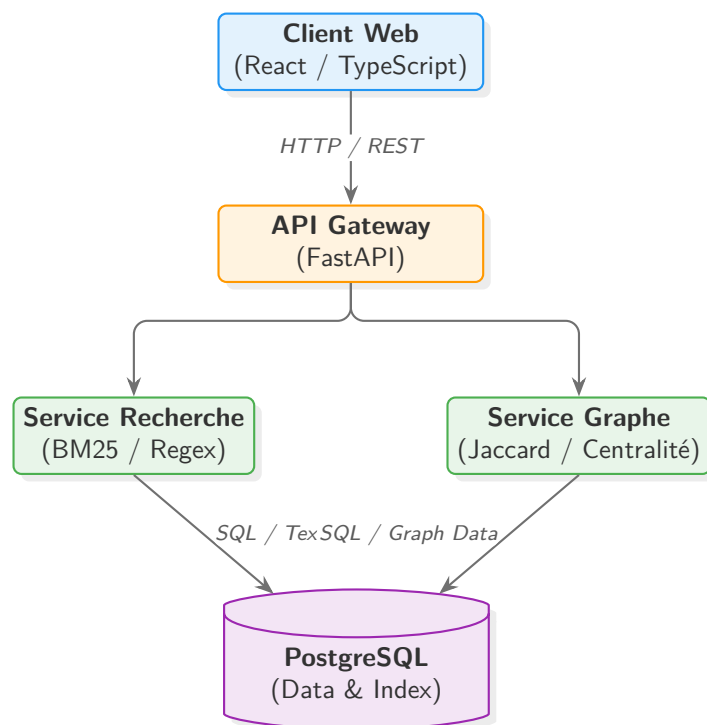 Client Web
(React / TypeScript)
HTTP / REST
API Gateway
(FastAPI)
Service Recherche
(BM25 / Regex)
Service Graphe
(Jaccard / Centralité)
SQL / TexSQL / Graph Data
PostgreSQL
(Data & Index)